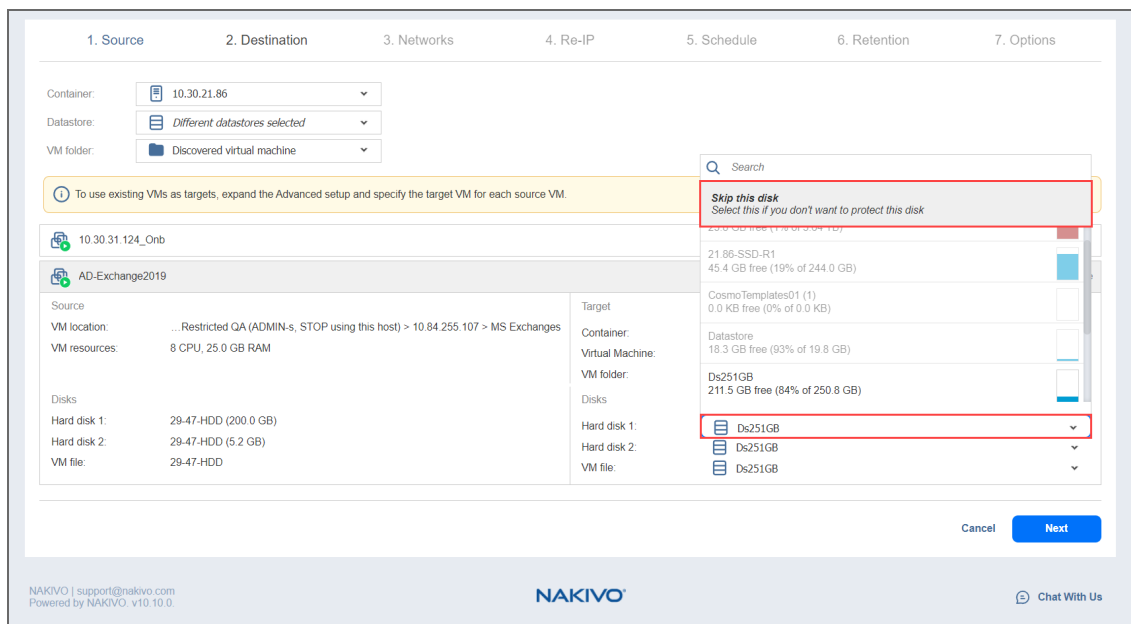 1. Source 2. Destination 3. Networks 4. Re-IP 5. Schedule 6. Retention 7. Options
Container: 10.30.21.86
Datastore: Different datastores selected
VM folder: Discovered virtual machine
Search
To use existing VMs as targets, expand the Advanced setup and specify the target VM for each source VM.
Skip this disk
Select this if you don't want to protect this disk
10.30.31.124_Onb
21.86-SSD-R1
45.4 GB free (19% of 244.0 GB)
AD-Exchange2019
CosmoTemplates01 (1)
0.0 KB free (0% of 0.0 KB)
Datastore
18.3 GB free (93% of 19.8 GB)
Ds251GB
211.5 GB free (84% of 250.8 GB)
Source
VM location: ...Restricted QA (ADMIN-s, STOP using this host) > 10.84.255.107 > MS Exchanges
VM resources: 8 CPU, 25.0 GB RAM
Target
Container:
Virtual Machine:
VM folder:
Disks
Hard disk 1: 29-47-HDD (200.0 GB)
Hard disk 2: 29-47-HDD (5.2 GB)
VM file: 29-47-HDD
Disks
Hard disk 1: Ds251GB
Hard disk 2: Ds251GB
VM file: Ds251GB
Cancel Next
NAKIVO | support@nakivo.com
Powered by NAKIVO. v10.10.0.
NAKIVO
Chat With Us